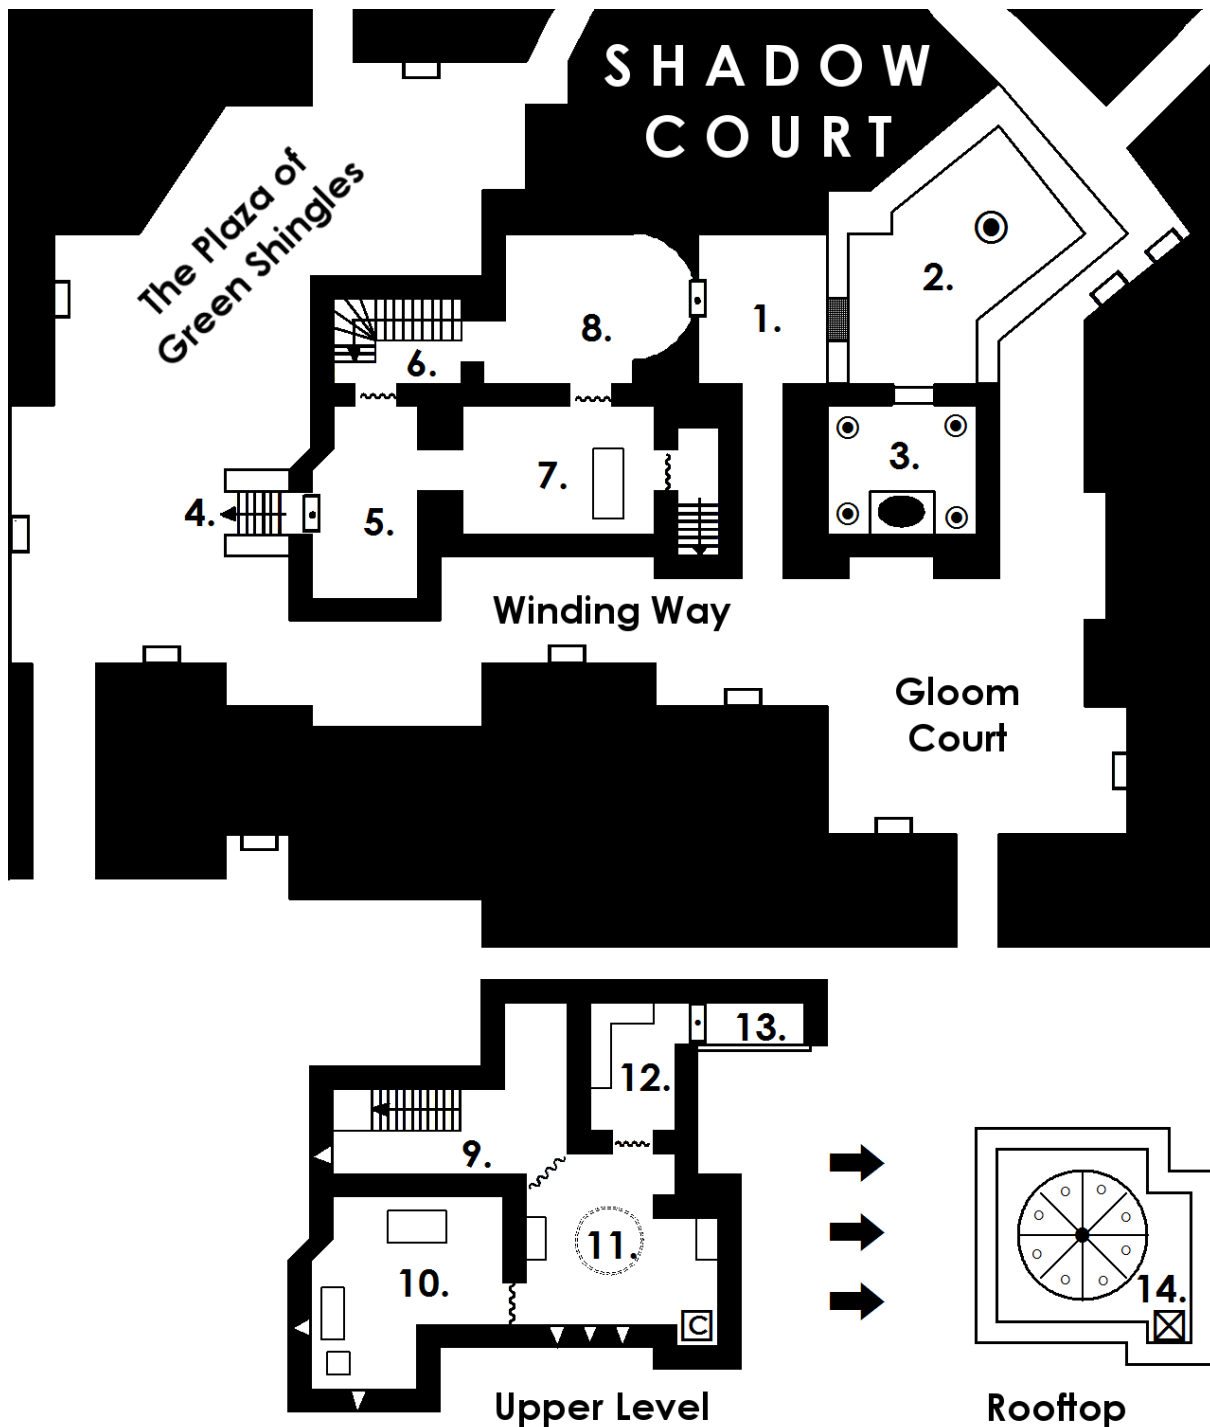 SHADOW
COURT
The Plaza of
Green Shingles
1.
2.
3.
4.
5.
6.
7.
8.
Winding Way
Gloom
Court
9.
10.
11.
12.
13.
C
14.
Upper Level
Rooftop